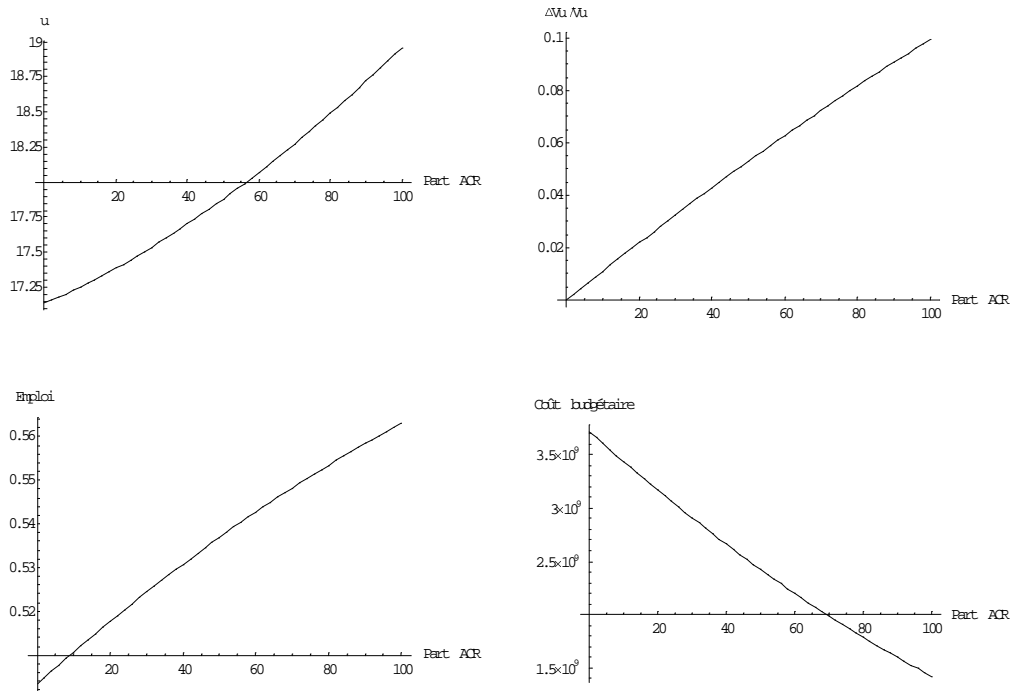 u
19
18.75
18.5
18.25
17.75
17.5
17.25
20 40 60 80 100
Part ACR
ΔVu/Vu
0.1
0.08
0.06
0.04
0.02
20 40 60 80 100
Part ACR
Emploi
0.56
0.55
0.54
0.53
0.52
20 40 60 80 100
Part ACR
Coût budgétaire
3.5×10⁹
3×10⁹
2.5×10⁹
1.5×10⁹
20 40 60 80 100
Part ACR